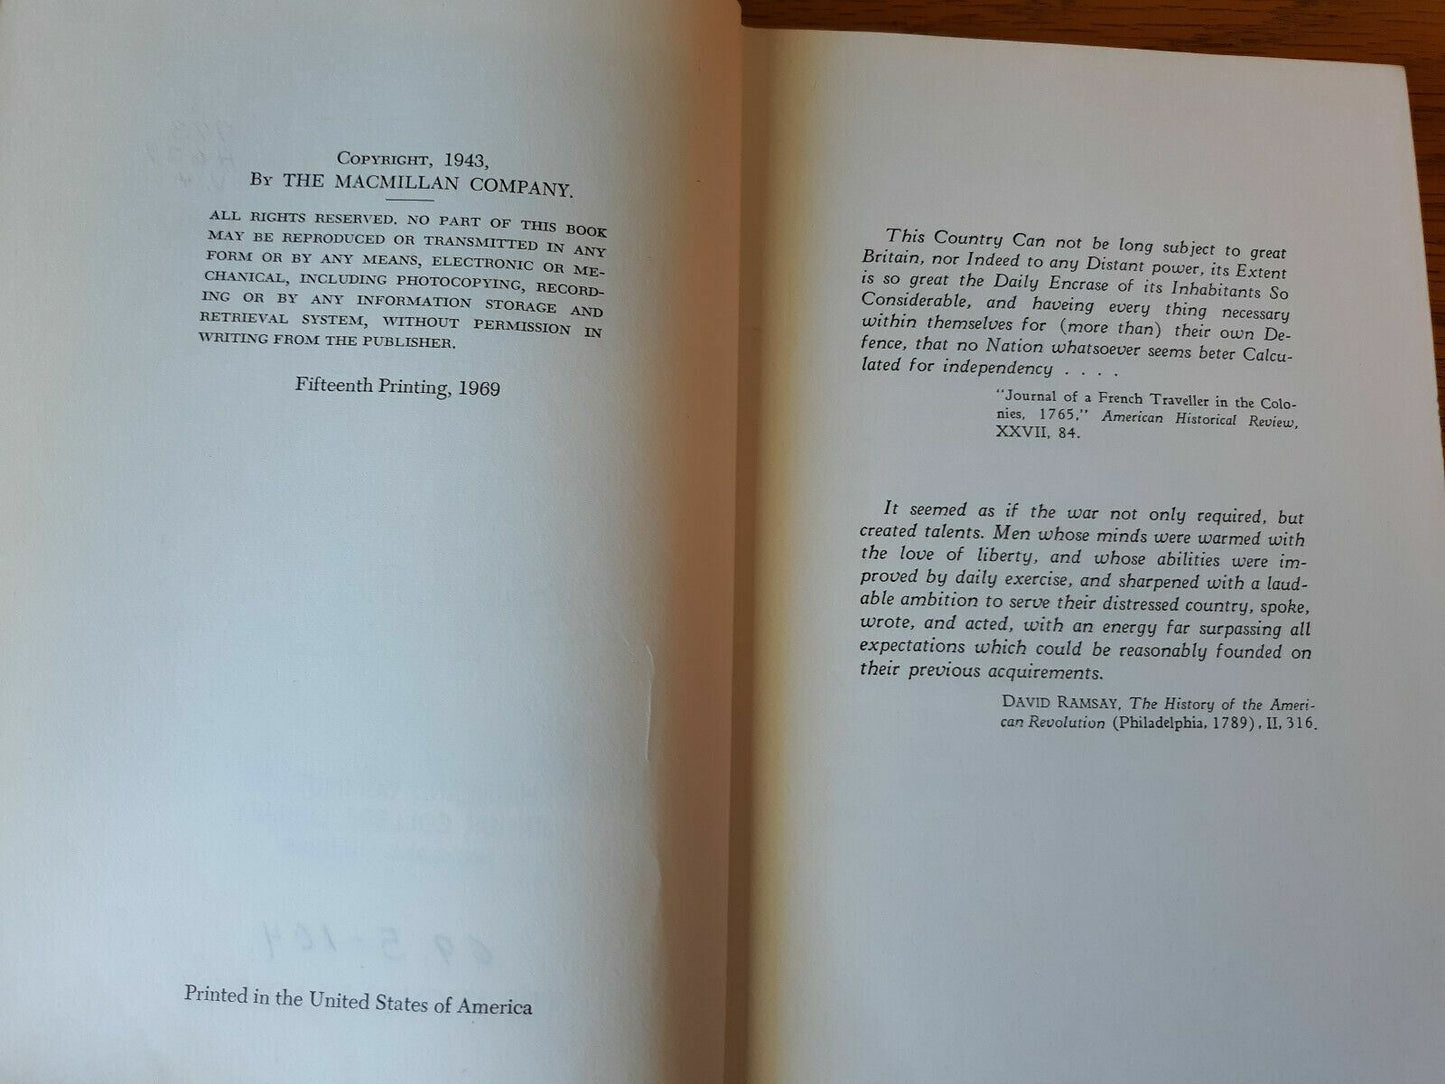 COPYRIGHT, 1943,
BY THE MACMILLAN COMPANY.
ALL RIGHTS RESERVED. NO PART OF THIS BOOK
MAY BE REPRODUCED OR TRANSMITTED IN ANY
FORM OR BY ANY MEANS, ELECTRONIC OR ME-
CHANICAL, INCLUDING PHOTOCOPYING, RECORD-
ING OR BY ANY INFORMATION STORAGE AND
RETRIEVAL SYSTEM, WITHOUT PERMISSION IN
WRITING FROM THE PUBLISHER.
Fifteenth Printing, 1969
Printed in the United States of America
This Country Can not be long subject to great
Britain, nor Indeed to any Distant power, its Extent
is so great the Daily Encrase of its Inhabitants So
Considerable, and haveing every thing necessary
within themselves for (more than) their own De-
fence, that no Nation whatsoever seems beter Calcu-
lated for independency . . . .
"Journal of a French Traveller in the Colo-
nies, 1765," American Historical Review,
XXVII, 84.
It seemed as if the war not only required, but
created talents. Men whose minds were warmed with
the love of liberty, and whose abilities were im-
proved by daily exercise, and sharpened with a laud-
able ambition to serve their distressed country, spoke,
wrote, and acted, with an energy far surpassing all
expectations which could be reasonably founded on
their previous acquirements.
DAVID RAMSAY, The History of the Ameri-
can Revolution (Philadelphia, 1789), II, 316.